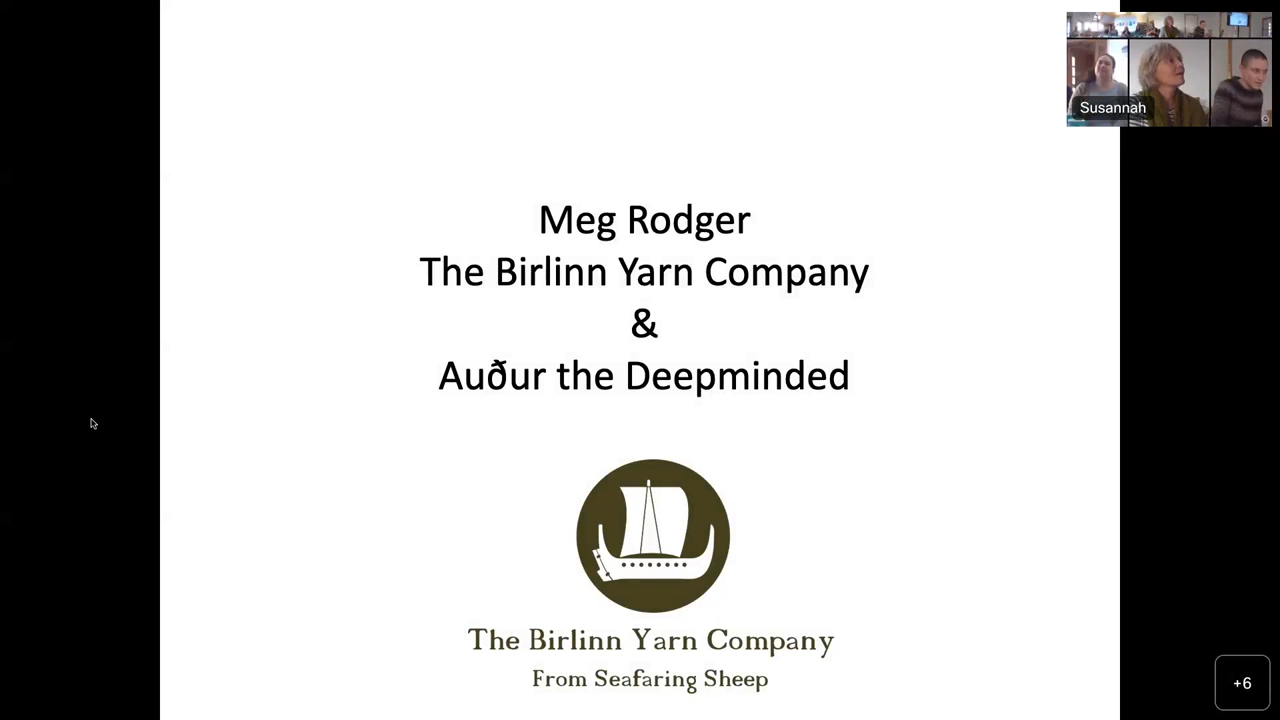 Susannah
Meg Rodger
The Birlinn Yarn Company
&
Auður the Deepminded
The Birlinn Yarn Company
From Seafaring Sheep
+6